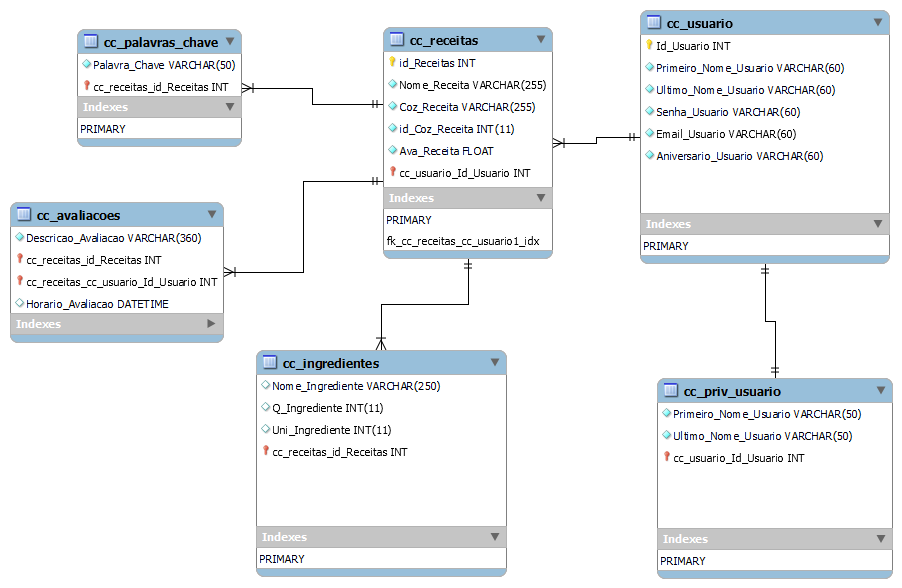 cc_palavras_chave
Palavra_Chave VARCHAR(50)
cc_receitas_id_Receitas INT
Indexes
PRIMARY
cc_receitas
id_Receitas INT
Nome_Receita VARCHAR(255)
Coz_Receita VARCHAR(255)
id_Coz_Receita INT(11)
Ava_Receita FLOAT
cc_usuario_Id_Usuario INT
Indexes
PRIMARY
fk_cc_receitas_cc_usuario1_idx
cc_usuario
Id_Usuario INT
Primeiro_Nome_Usuario VARCHAR(60)
Ultimo_Nome_Usuario VARCHAR(60)
Senha_Usuario VARCHAR(60)
Email_Usuario VARCHAR(60)
Aniversario_Usuario VARCHAR(60)
Indexes
PRIMARY
cc_avaliacoes
Descricao_Avaliacao VARCHAR(360)
cc_receitas_id_Receitas INT
cc_receitas_cc_usuario_Id_Usuario INT
Horario_Avaliacao DATETIME
Indexes
cc_ingredientes
Nome_Ingrediente VARCHAR(250)
Q_Ingrediente INT(11)
Uni_Ingrediente INT(11)
cc_receitas_id_Receitas INT
Indexes
PRIMARY
cc_priv_usuario
Primeiro_Nome_Usuario VARCHAR(50)
Ultimo_Nome_Usuario VARCHAR(50)
cc_usuario_Id_Usuario INT
Indexes
PRIMARY